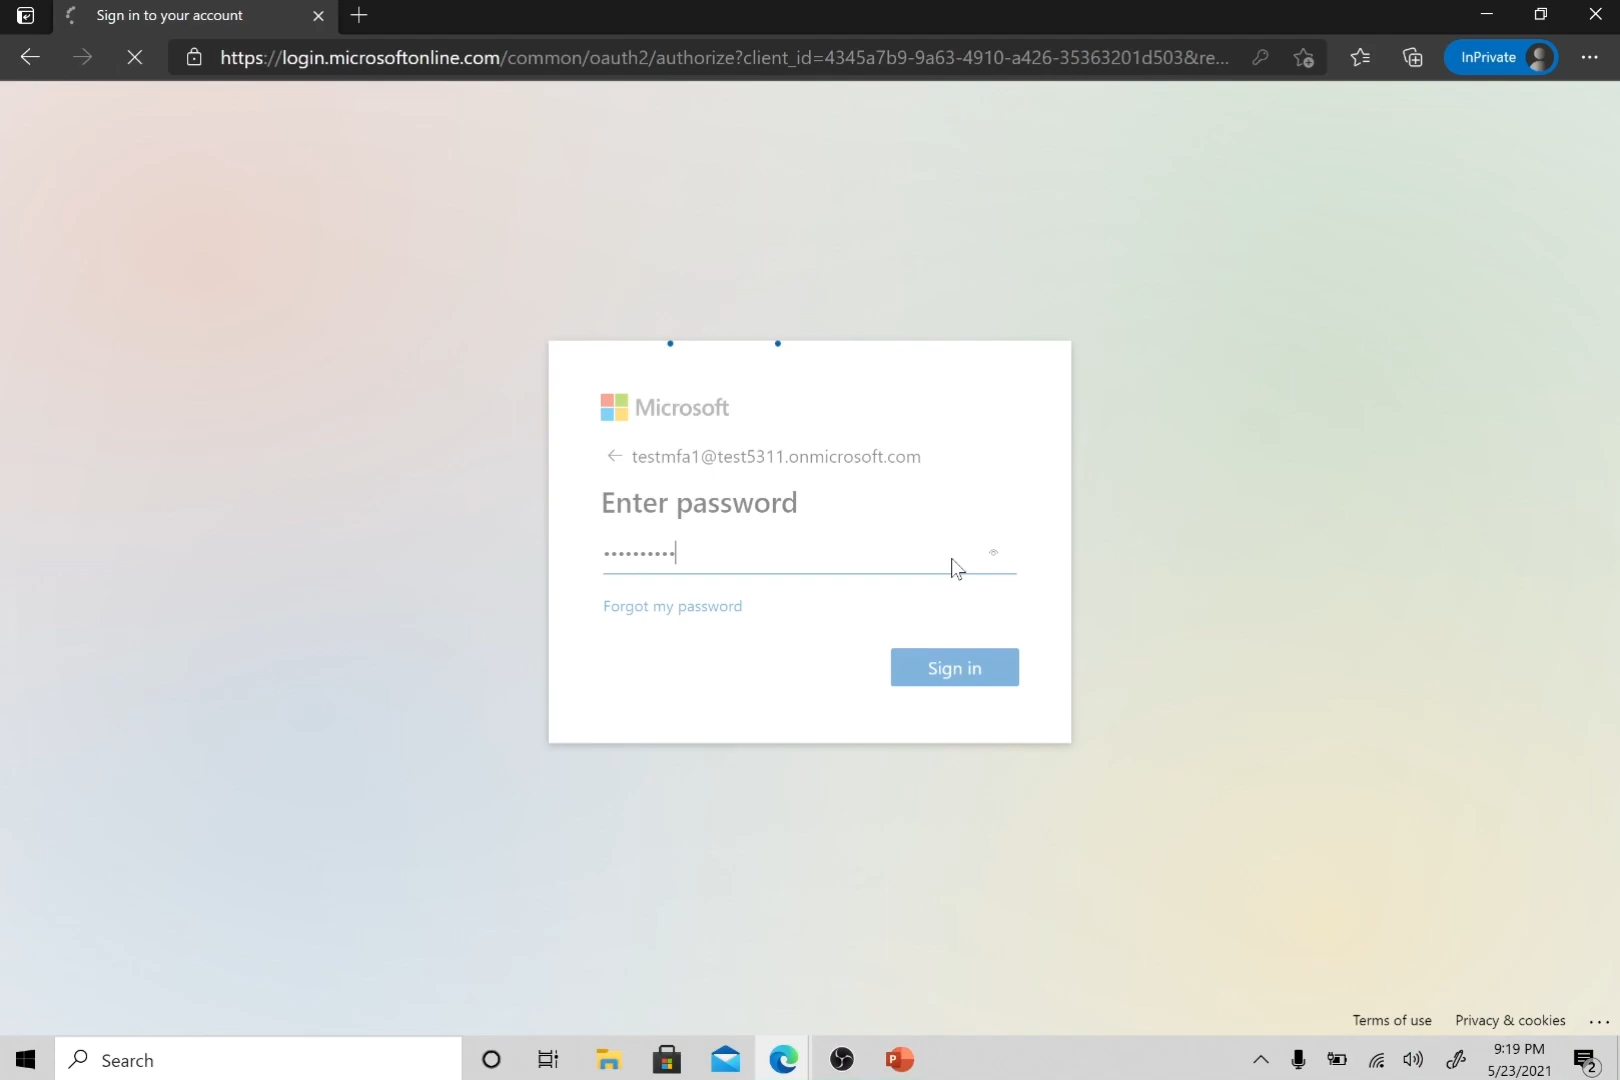 Sign in to your account
https://login.microsoftonline.com/common/oauth2/authorize?client_id=4345a7b9-9a63-4910-a426-35363201d503&re...
InPrivate
Microsoft
testmfa1@test5311.onmicrosoft.com
Enter password
Forgot my password
Sign in
Terms of use
Privacy & cookies
Search
9:19 PM
5/23/2021
2